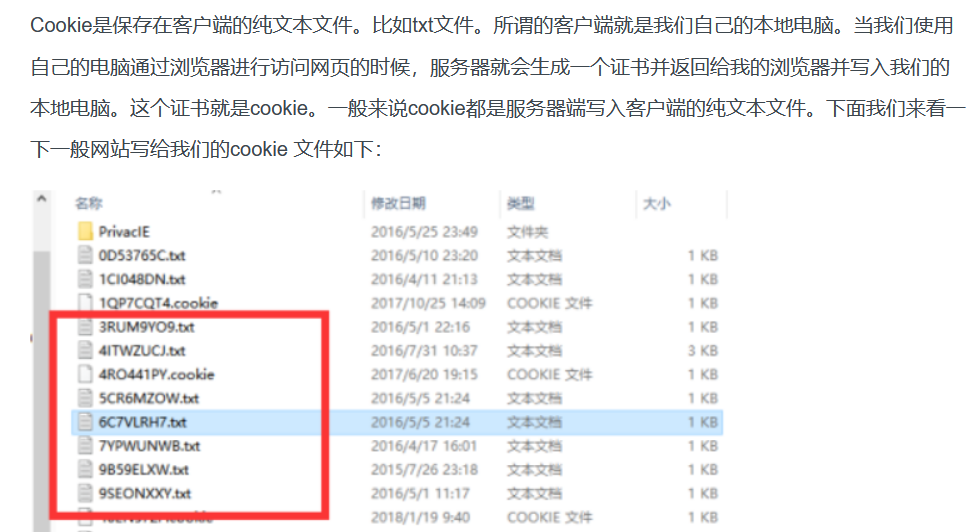 Cookie是保存在客户端的纯文本文件。比如txt文件。所谓的客户端就是我们自己的本地电脑。当我们使用
自己的电脑通过浏览器进行访问网页的时候，服务器就会生成一个证书并返回给我的浏览器并写入我们的
本地电脑。这个证书就是cookie。一般来说cookie都是服务器端写入客户端的纯文本文件。下面我们来看一
下一般网站写给我们的cookie 文件如下：
名称 修改日期 类型 大小
PrivacIE 2016/5/25 23:49 文件夹
0D53765C.txt 2016/5/10 23:20 文本文档 1 KB
1CI048DN.txt 2016/4/11 21:13 文本文档 1 KB
1QP7CQT4.cookie 2017/10/25 14:09 COOKIE 文件 1 KB
3RUM9YO9.txt 2016/5/1 22:16 文本文档 1 KB
4ITWZUCJ.txt 2016/7/31 10:37 文本文档 3 KB
4RO441PY.cookie 2017/6/20 19:15 COOKIE 文件 1 KB
5CR6MZOW.txt 2016/5/5 21:24 文本文档 1 KB
6C7VLRH7.txt 2016/5/5 21:24 文本文档 1 KB
7YPWUNWB.txt 2016/4/17 16:01 文本文档 1 KB
9B59ELXW.txt 2015/7/26 23:18 文本文档 1 KB
9SEONXXY.txt 2016/5/1 11:17 文本文档 1 KB
2018/1/19 9:40 COOKIE 文件 1 KB